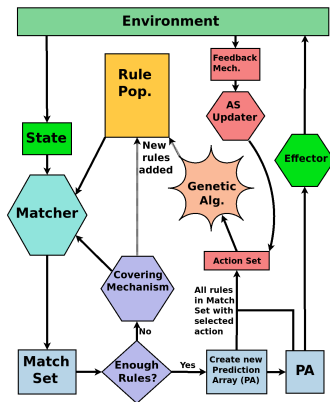 Environment
Feedback
Mech.
Rule
Pop.
AS
Updater
State
New
rules
added
Effector
Matcher
Genetic
Alg.
Action Set
Covering
Mechanism
All rules
in Match
Set with
selected
action
No
Match
Set
Enough
Rules?
Yes
Create new
Prediction
Array (PA)
PA